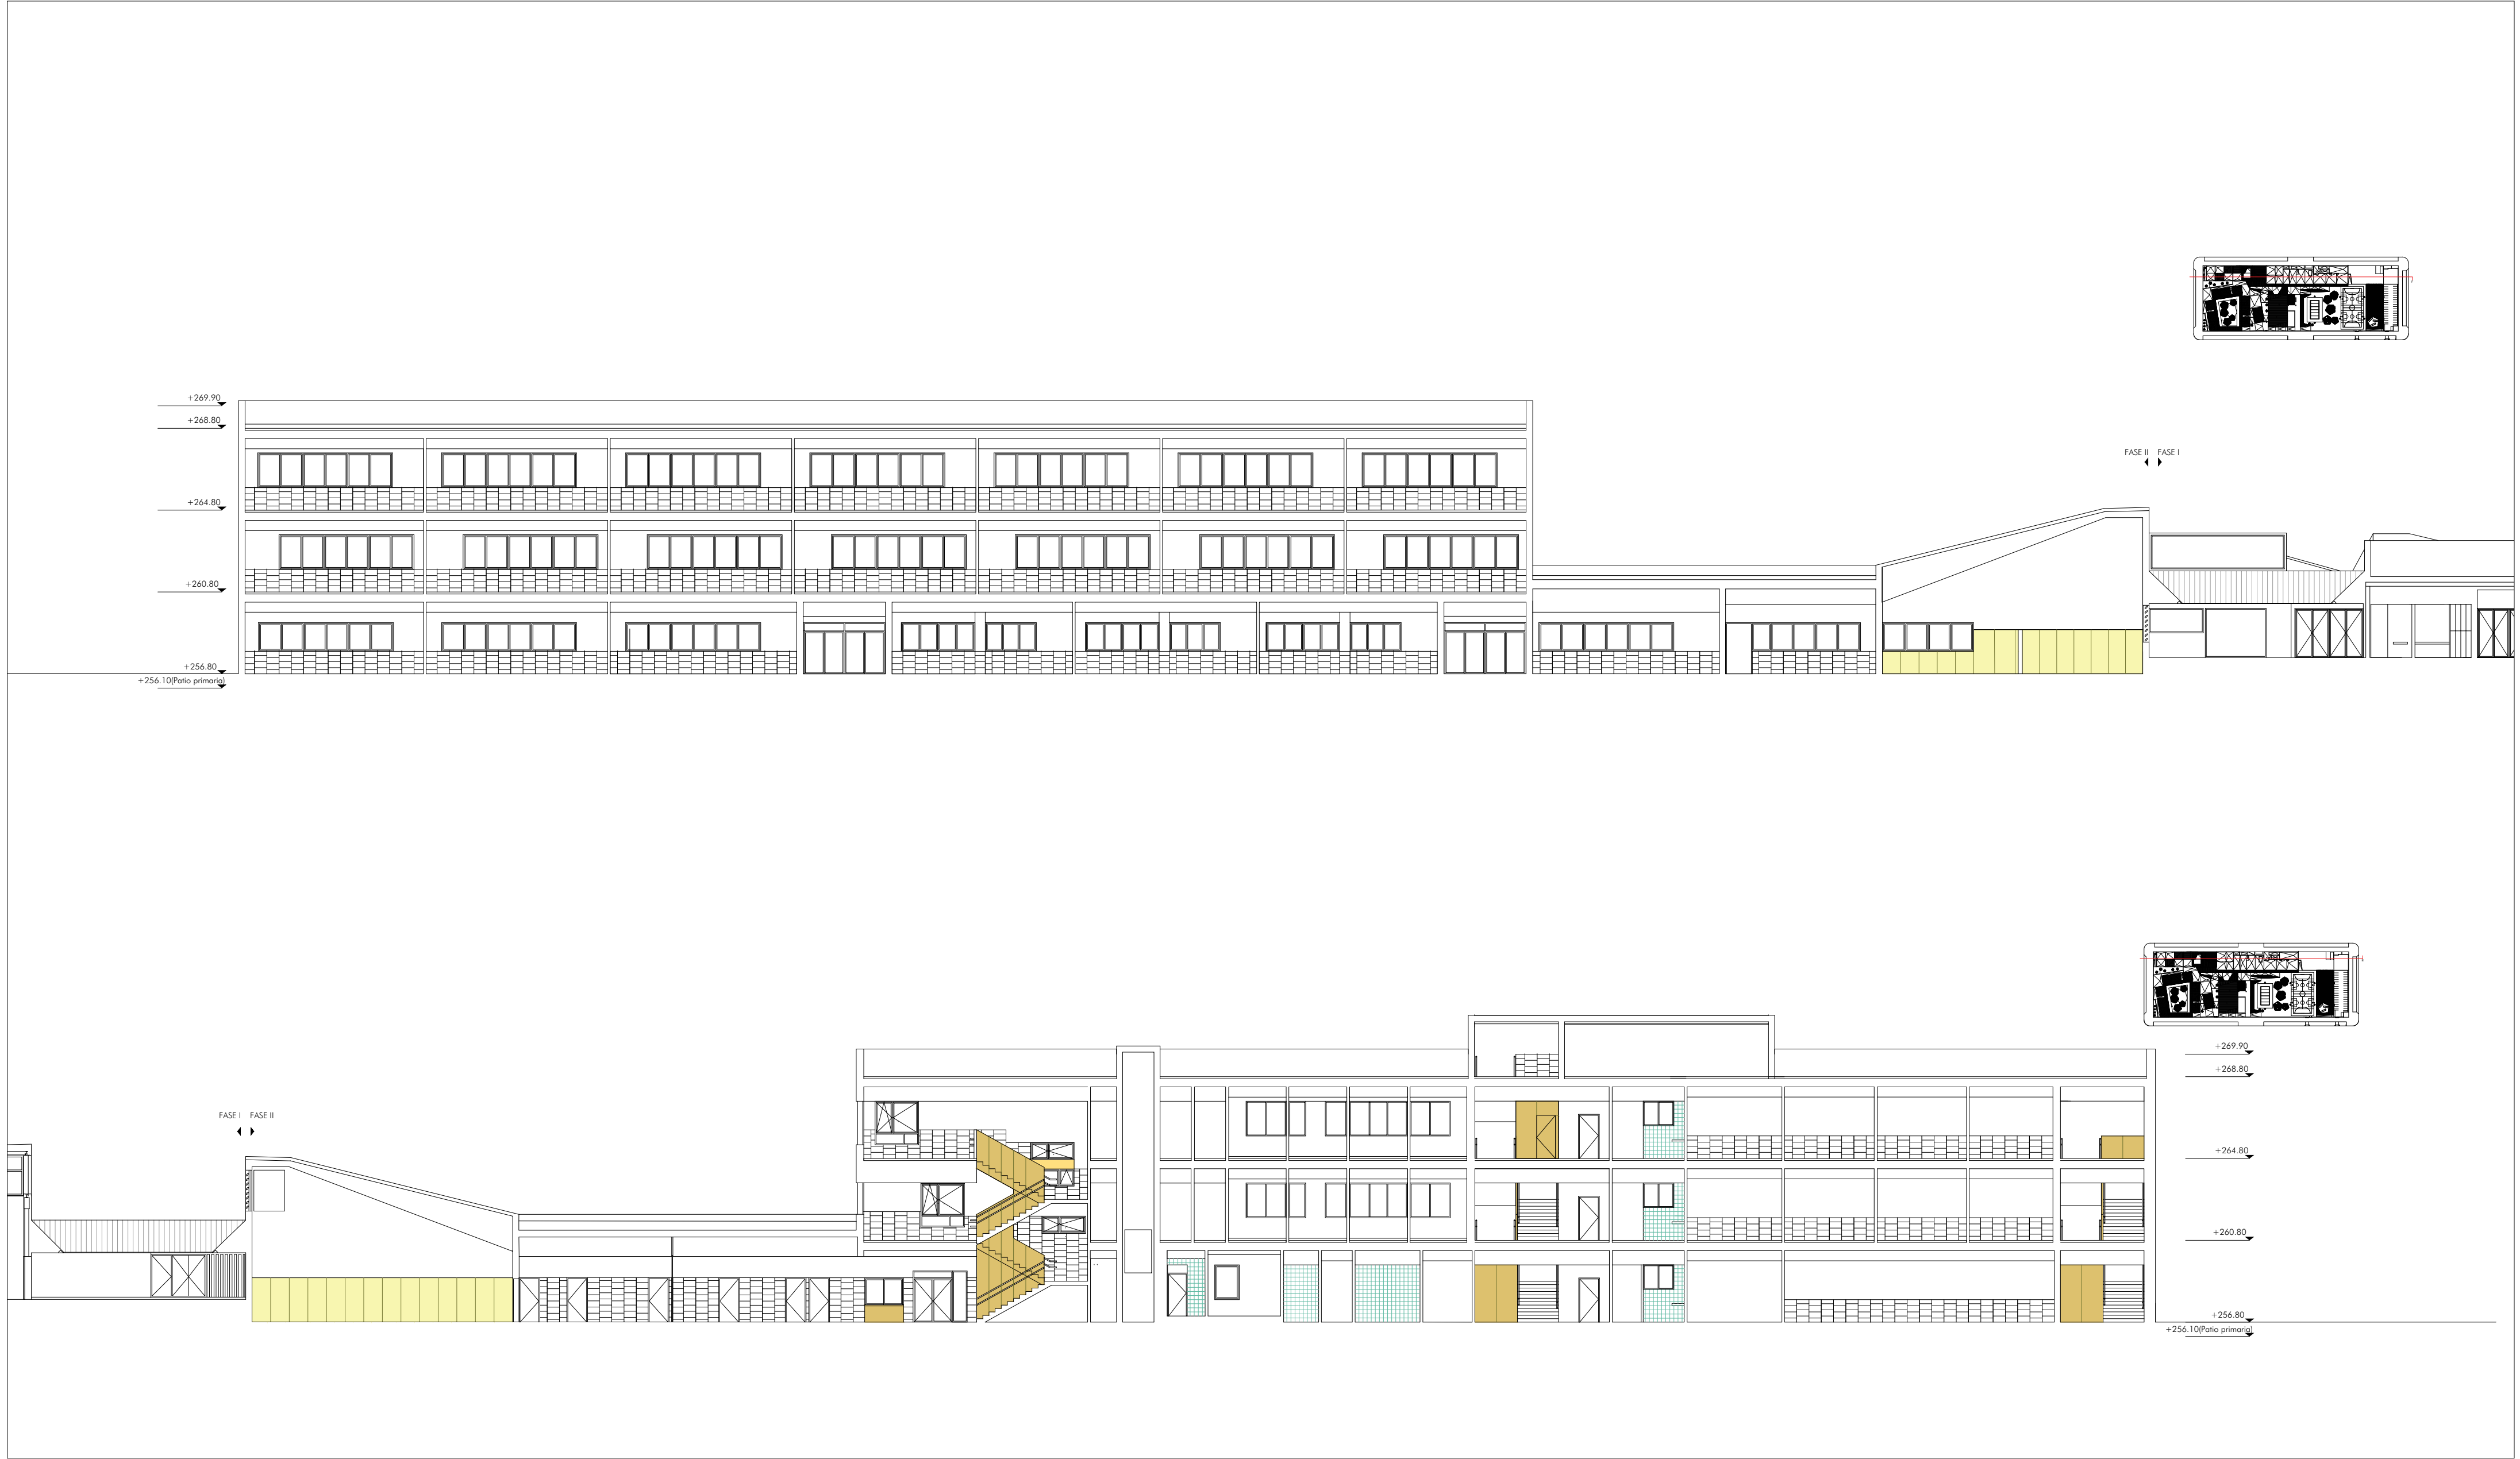 +269.90
+268.80
FASE II FASE I
+264.80
+260.80
+256.80
+256.10(Patio primaria)
+269.90
+268.80
FASE I FASE II
+264.80
+260.80
+256.80
+256.10(Patio primaria)